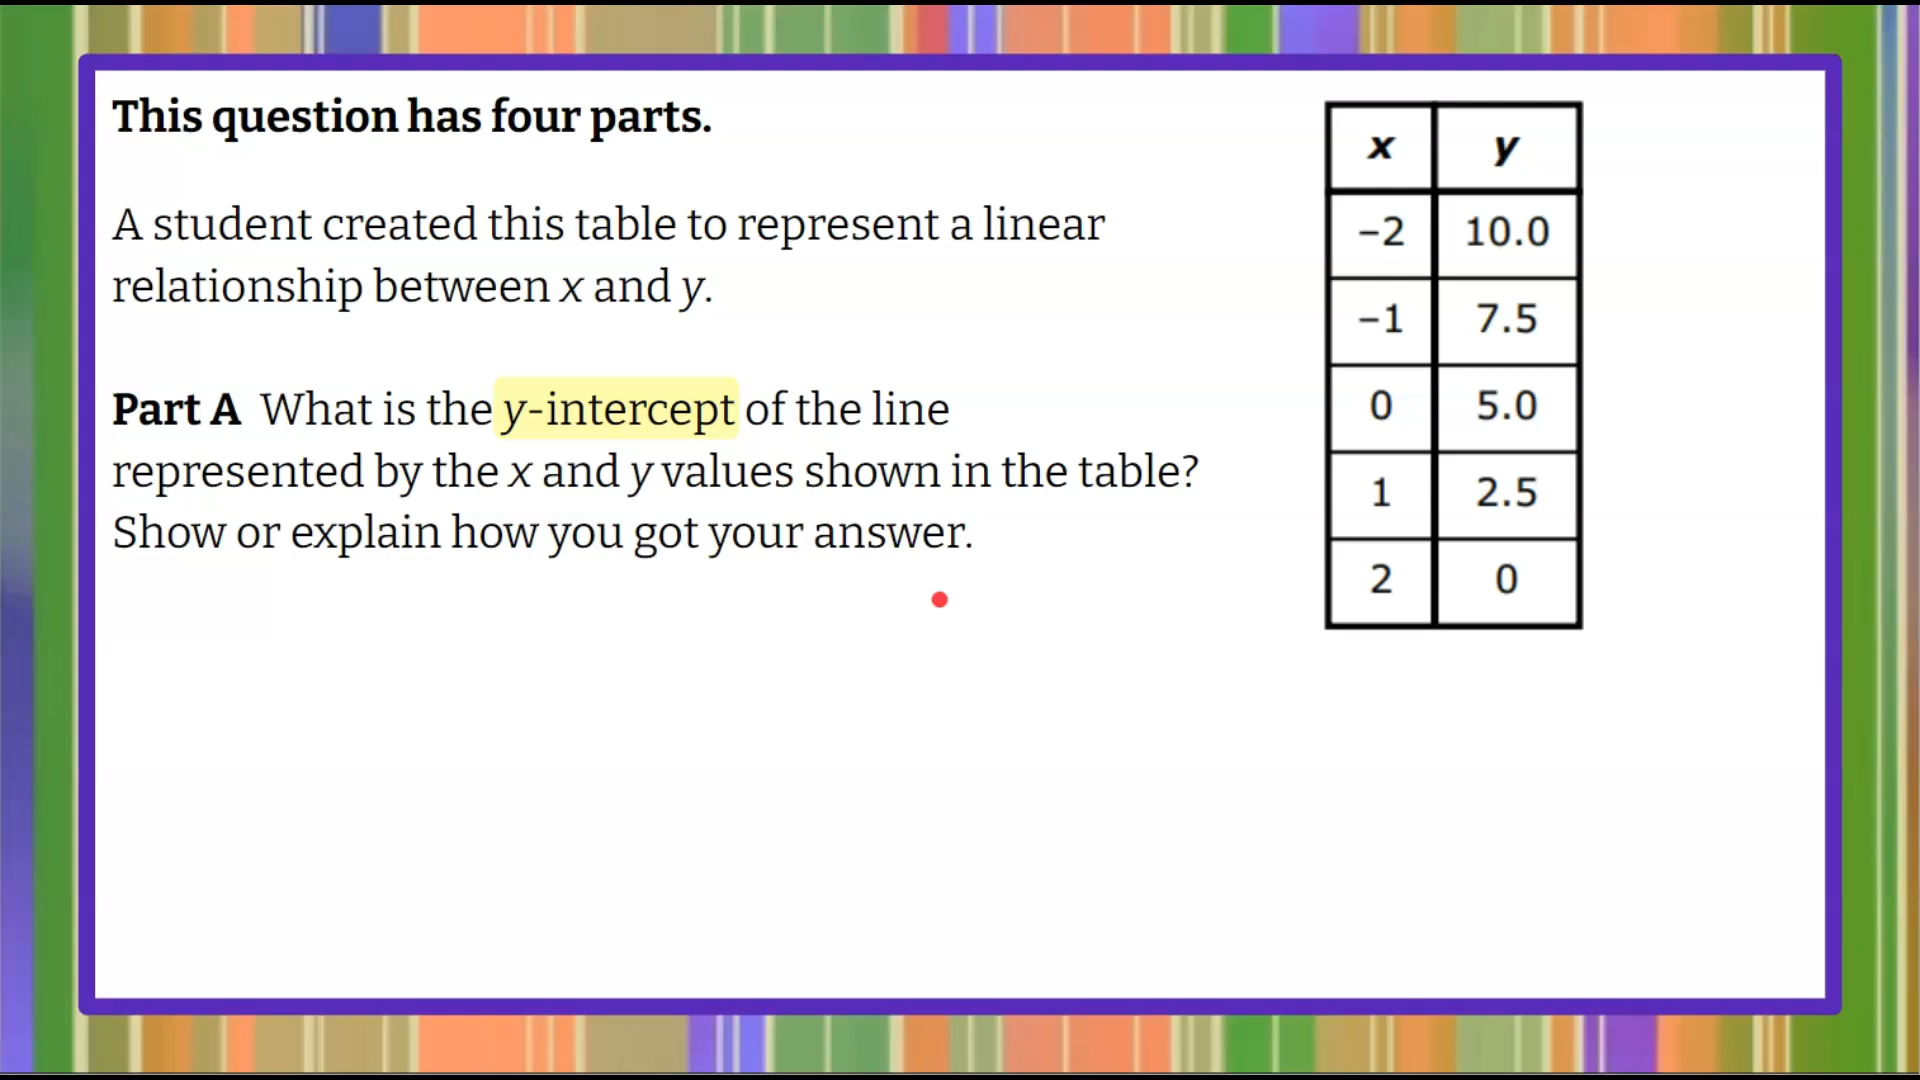 This question has four parts.
A student created this table to represent a linear
relationship between x and y.
Part A What is the y-intercept of the line
represented by the x and y values shown in the table?
Show or explain how you got your answer.
x y
−2 10.0
−1 7.5
0 5.0
1 2.5
2 0